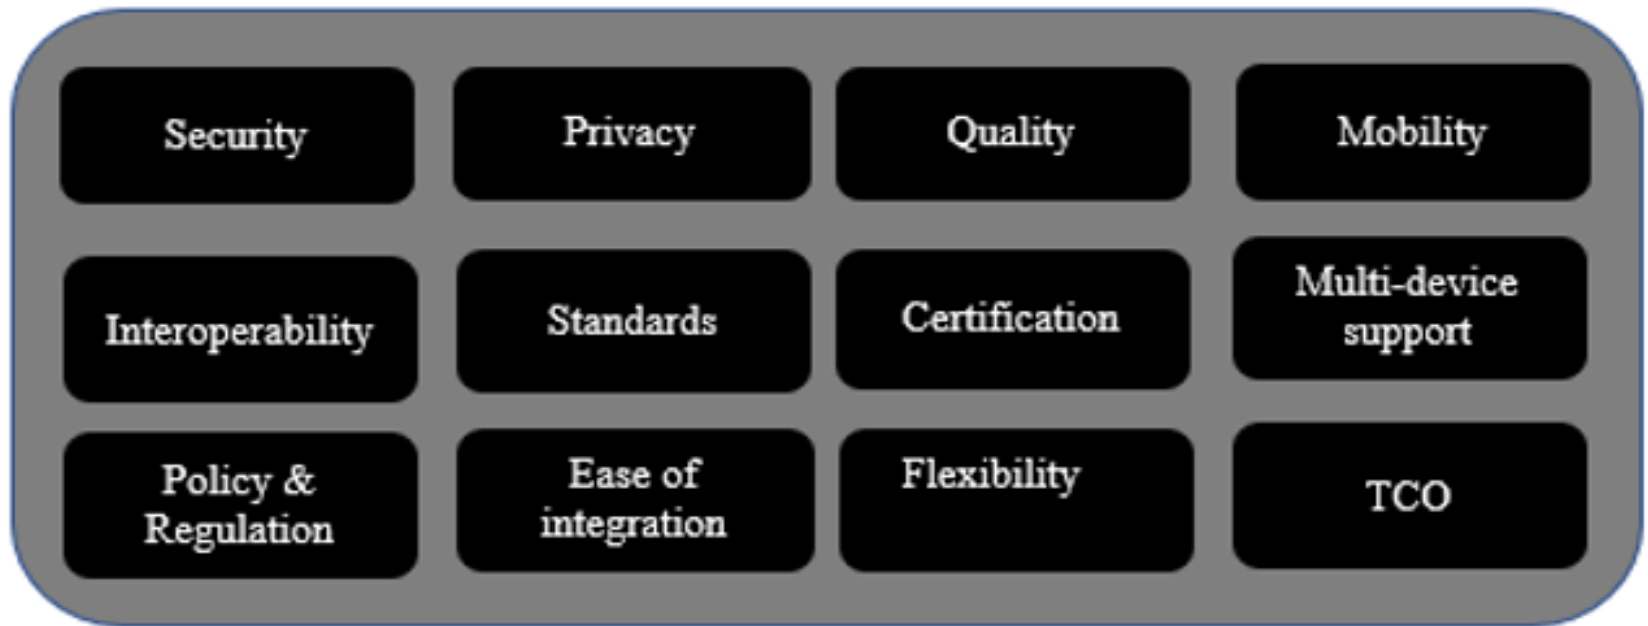 Security
Privacy
Quality
Mobility
Interoperability
Standards
Certification
Multi-device
support
Policy &
Regulation
Ease of
integration
Flexibility
TCO